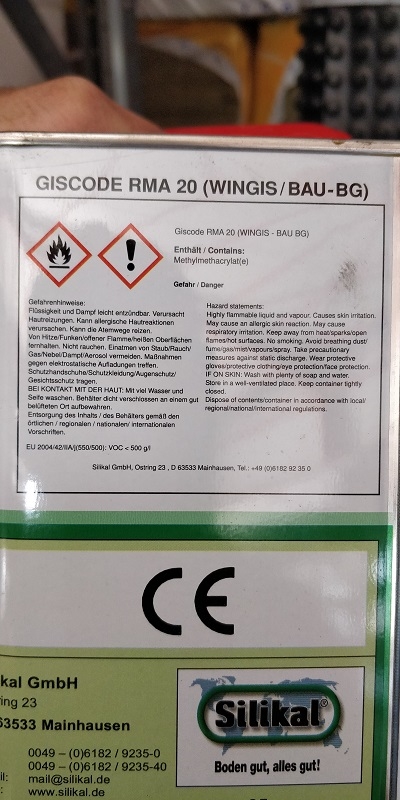 GISCODE RMA 20 (WINGIS/BAU-BG)
Giscode RMA 20 (WINGIS - BAU BG)
Enthält / Contains:
Methylmethacrylat(e)
Gefahr / Danger
Gefahrenhinweise:
Flüssigkeit und Dampf leicht entzündbar. Verursacht
Hautreizungen. Kann allergische Hautreaktionen
verursachen. Kann die Atemwege reizen.
Von Hitze/Funken/offener Flamme/heißen Oberflächen
fernhalten. Nicht rauchen. Einatmen von Staub/Rauch/
Gas/Nebel/Dampf/Aerosol vermeiden. Maßnahmen
gegen elektrostatische Aufladungen treffen.
Schutzhandschuhe/Schutzkleidung/Augenschutz/
Gesichtsschutz tragen.
BEI KONTAKT MIT DER HAUT: Mit viel Wasser und
Seife waschen. Behälter dicht verschlossen an einem gut
belüfteten Ort aufbewahren.
Entsorgung des Inhalts / des Behälters gemäß den
örtlichen / regionalen / nationalen/ internationalen
Vorschriften.
Hazard statements:
Highly flammable liquid and vapour. Causes skin irritation.
May cause an allergic skin reaction. May cause
respiratory irritation. Keep away from heat/sparks/open
flames/hot surfaces. No smoking. Avoid breathing dust/
fume/gas/mist/vapours/spray. Take precautionary
measures against static discharge. Wear protective
gloves/protective clothing/eye protection/face protection.
IF ON SKIN: Wash with plenty of soap and water.
Store in a well-ventilated place. Keep container tightly
closed.
Dispose of contents/container in accordance with local/
regional/national/international regulations.
EU 2004/42/IIA/j(550/500): VOC < 500 g/l
Silikal GmbH, Ostring 23 , D 63533 Mainhausen, Tel.: +49 (0)6182 92 35 0
CE
kal GmbH
ring 23
63533 Mainhausen
0049 – (0)6182 / 9235-0
0049 – (0)6182 / 9235-40
il: mail@silikal.de
: www.silikal.de
Silikal®
Boden gut, alles gut!